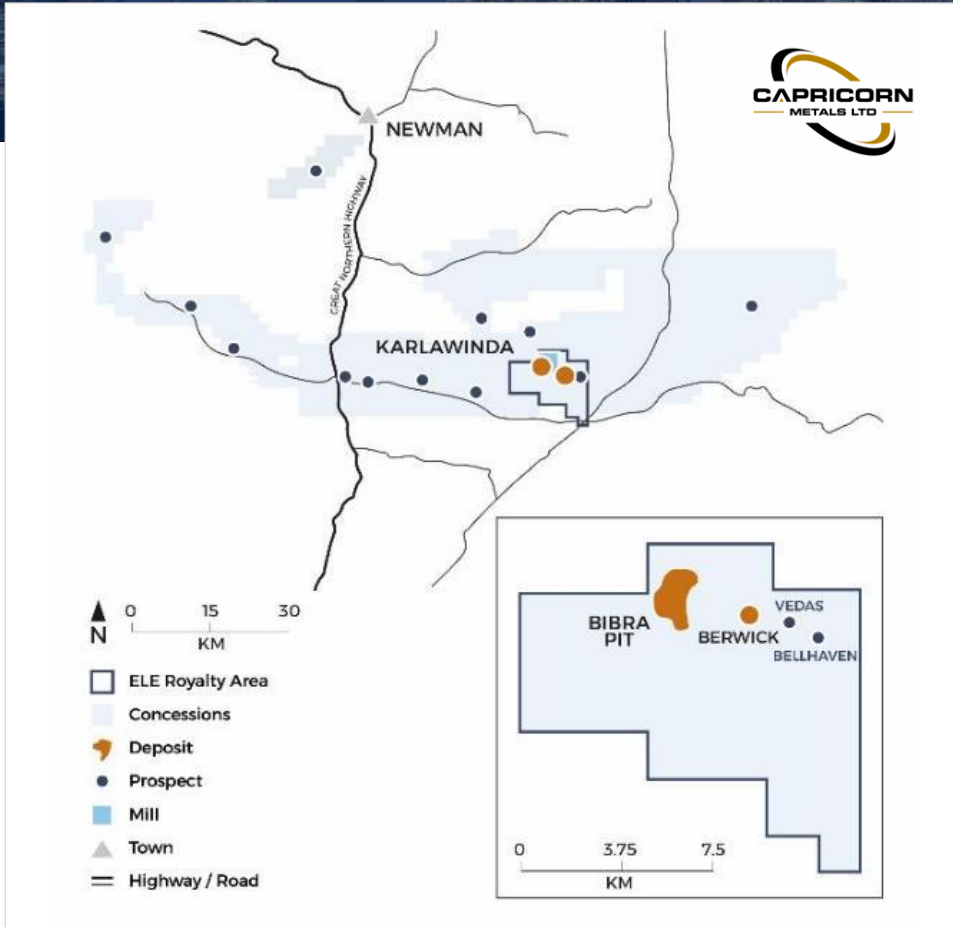 CAPRICORN
METALS LTD
NEWMAN
GREAT NORTHERN HIGHWAY
KARLAWINDA
0 15 30
N
KM
ELE Royalty Area
Concessions
Deposit
Prospect
Mill
Town
Highway / Road
BIBRA
PIT
BERWICK
VEDAS
BELLHAVEN
0 3.75 7.5
KM